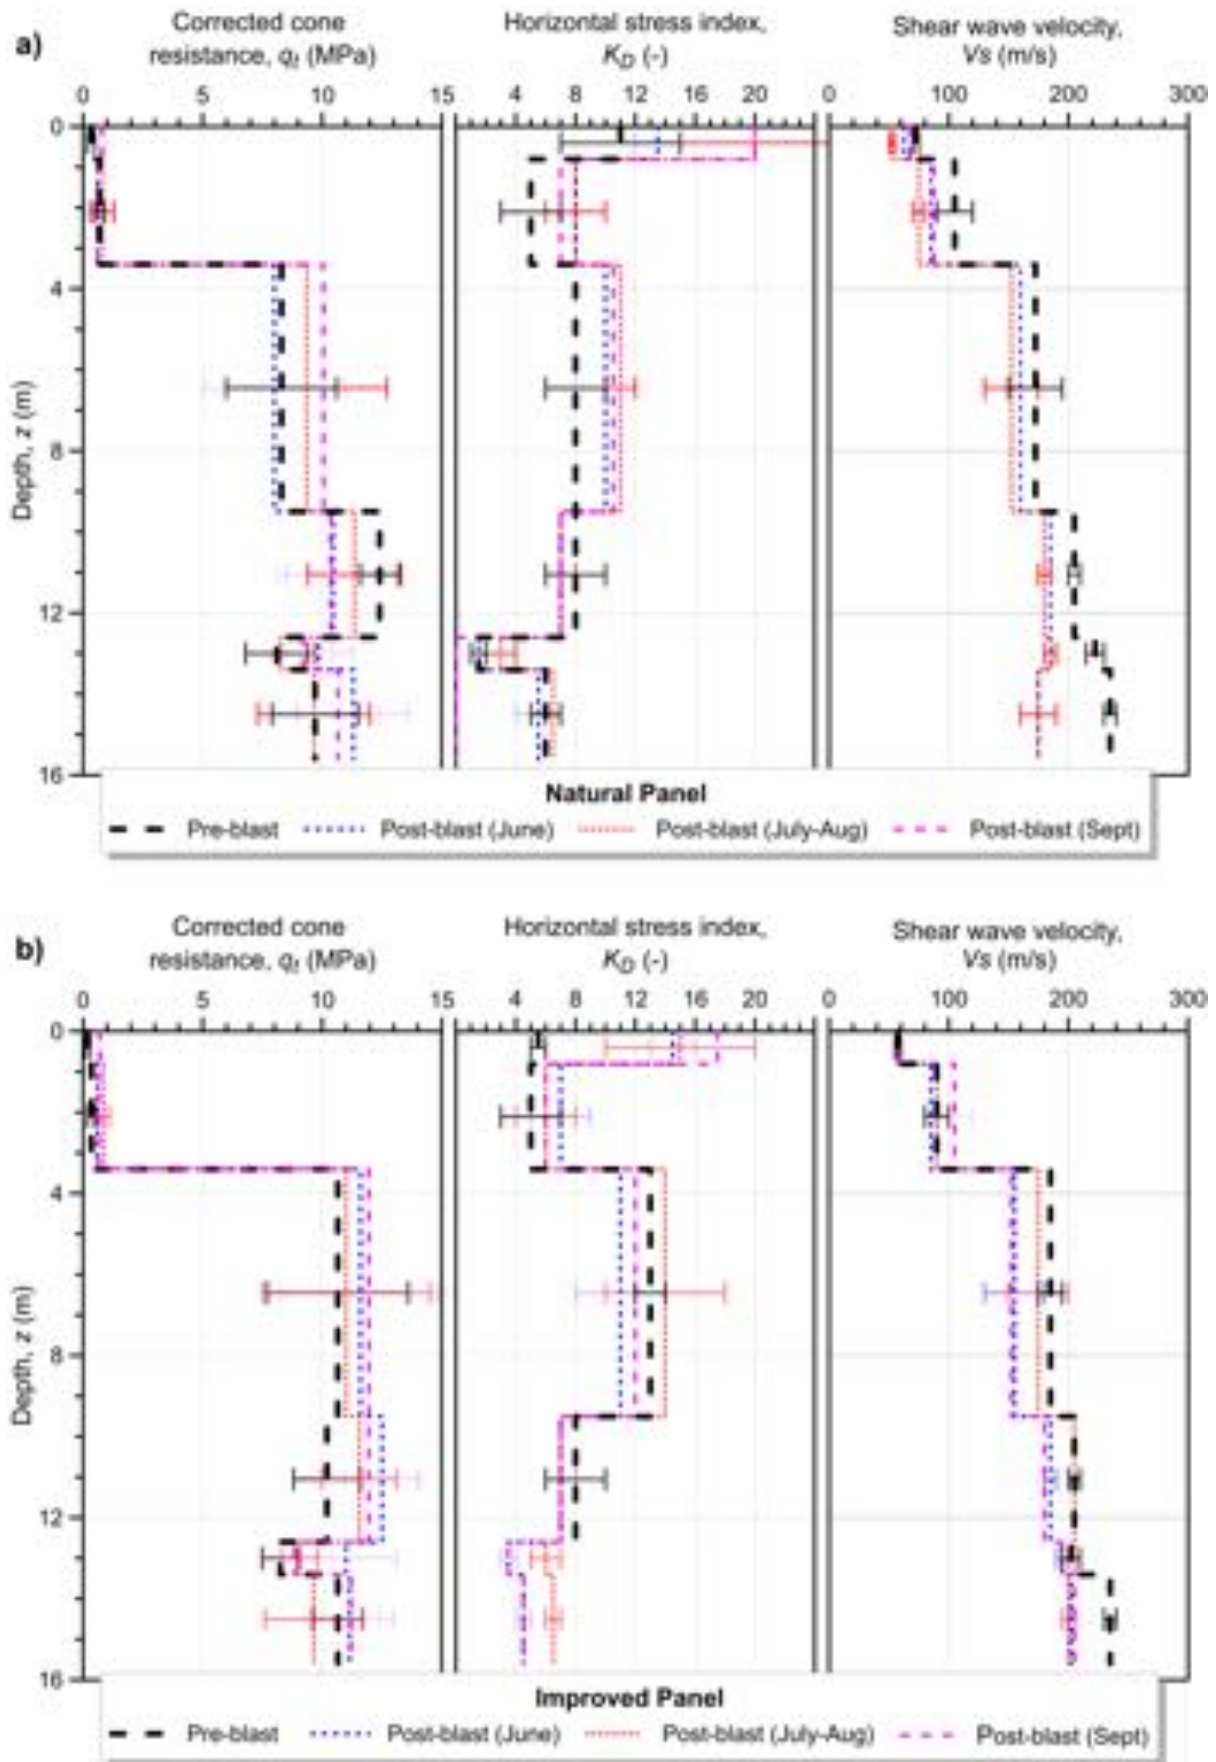 a)
Corrected cone
resistance, qt (MPa)
Horizontal stress index,
KD (-)
Shear wave velocity,
Vs (m/s)
0 5 10 15 4 8 12 16 20 0 100 200 300
0
4
8
12
16
Depth, z (m)
Natural Panel
Pre-blast Post-blast (June) Post-blast (July-Aug) Post-blast (Sept)
b)
Corrected cone
resistance, qt (MPa)
Horizontal stress index,
KD (-)
Shear wave velocity,
Vs (m/s)
0 5 10 15 4 8 12 16 20 0 100 200 300
0
4
8
12
16
Depth, z (m)
Improved Panel
Pre-blast Post-blast (June) Post-blast (July-Aug) Post-blast (Sept)